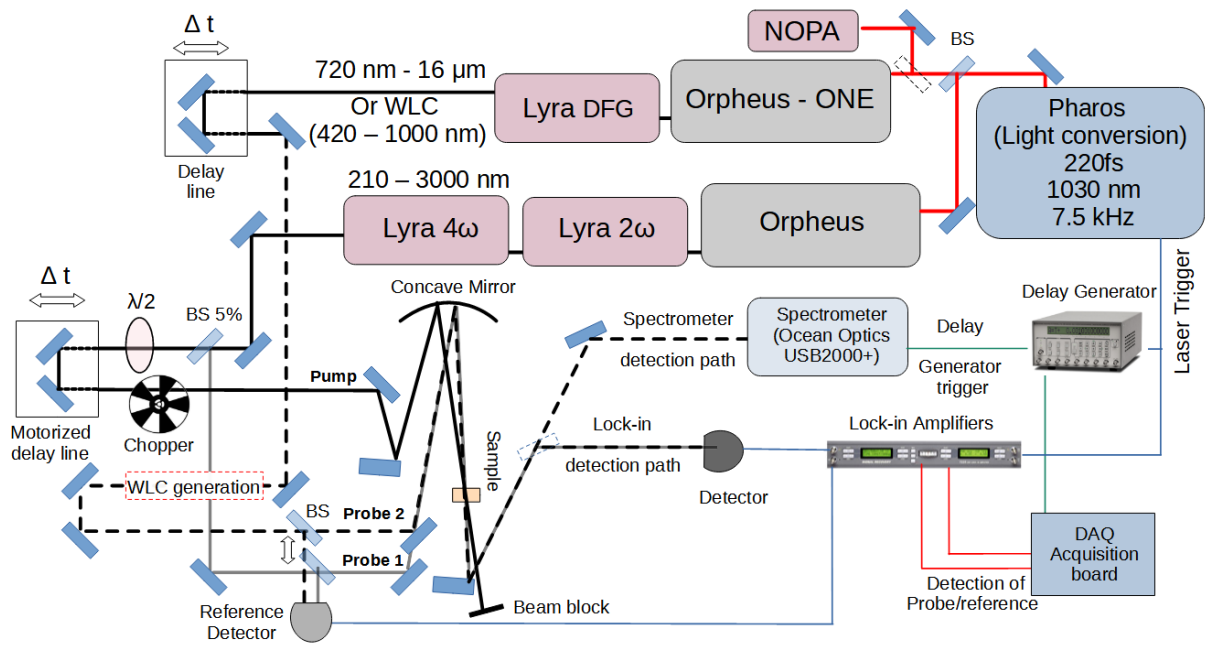 Δ t
NOPA
BS
720 nm - 16 µm
Or WLC
(420 – 1000 nm)
Lyra DFG
Orpheus - ONE
Pharos
(Light conversion)
220fs
1030 nm
7.5 kHz
Delay
line
210 – 3000 nm
Lyra 4ω
Lyra 2ω
Orpheus
Δ t
λ/2
BS 5%
Concave Mirror
Delay Generator
Laser Trigger
Spectrometer
detection path
Spectrometer
(Ocean Optics
USB2000+)
Delay
Generator
trigger
Pump
Chopper
Motorized
delay line
Sample
Lock-in
detection path
Detector
Lock-in Amplifiers
WLC generation
BS
Probe 2
Probe 1
Reference
Detector
Beam block
Detection of
Probe/reference
DAQ
Acquisition
board